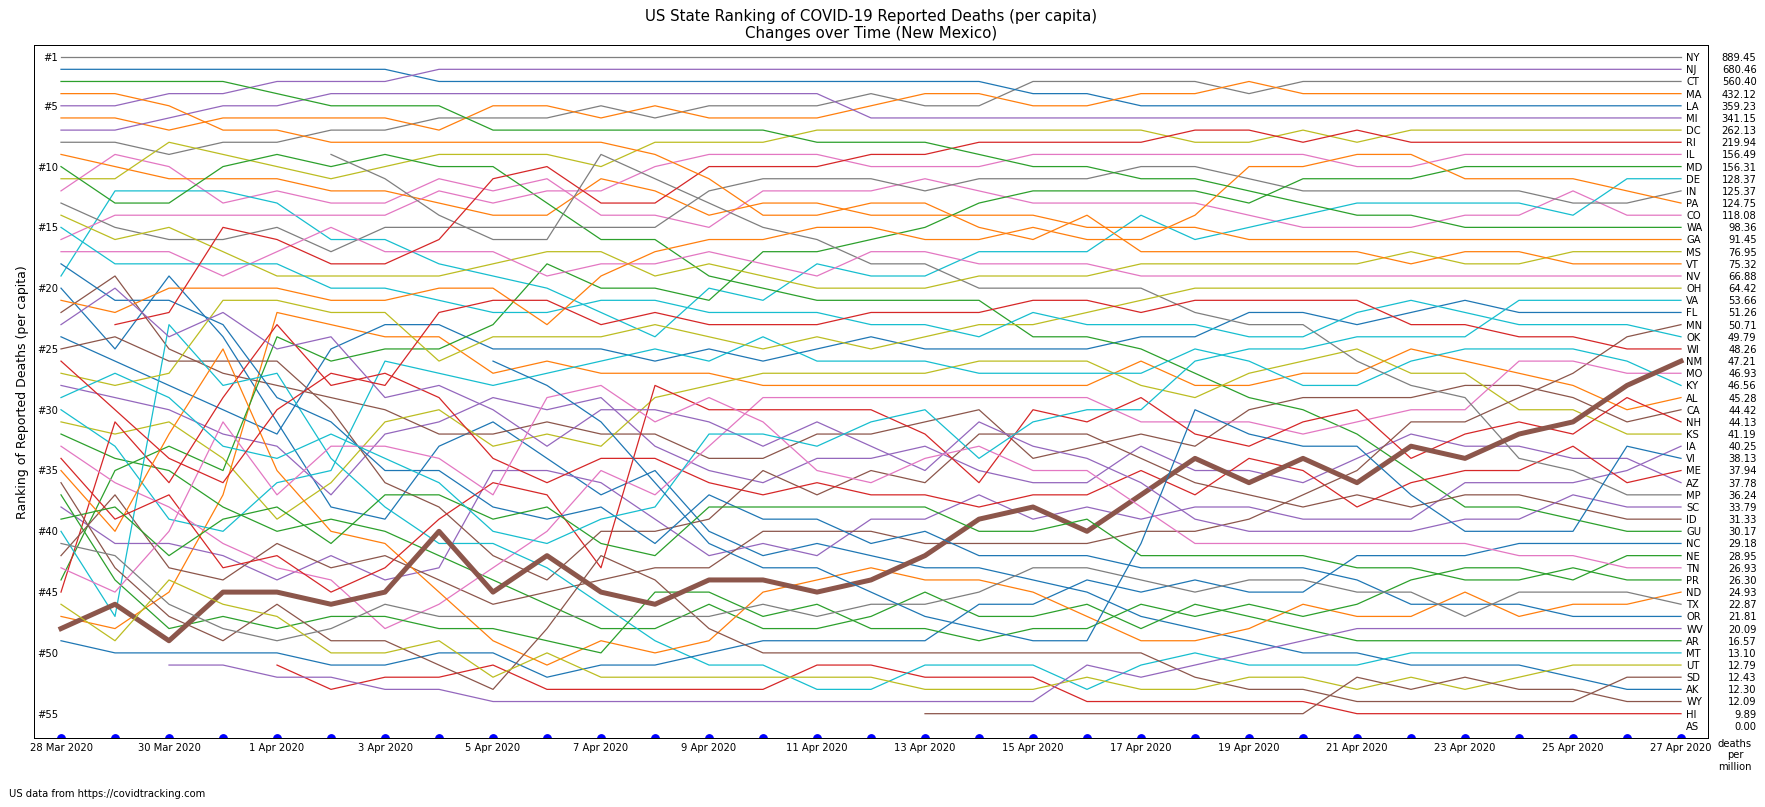 US State Ranking of COVID-19 Reported Deaths (per capita)
Changes over Time (New Mexico)
Ranking of Reported Deaths (per capita)
#1
#5
#10
#15
#20
#25
#30
#35
#40
#45
#50
#55
NY 889.45
NJ 680.46
CT 560.40
MA 432.12
LA 359.23
MI 341.15
DC 262.13
RI 219.94
IL 156.49
MD 156.31
DE 128.37
IN 125.37
PA 124.75
CO 118.08
WA 98.36
GA 91.45
MS 76.95
VT 75.32
NV 66.88
OH 64.42
VA 53.66
FL 51.26
MN 50.71
OK 49.79
WI 48.26
NM 47.21
MO 46.93
KY 46.56
AL 45.28
CA 44.42
NH 44.13
KS 41.19
IA 40.25
VI 38.13
ME 37.94
AZ 37.78
MP 36.24
SC 33.79
ID 31.33
GU 30.17
NC 29.18
NE 28.95
TN 26.93
PR 26.30
ND 24.93
TX 22.87
OR 21.81
WV 20.09
AR 16.57
MT 13.10
UT 12.79
SD 12.43
AK 12.30
WY 12.09
HI 9.89
AS 0.00
28 Mar 2020 30 Mar 2020 1 Apr 2020 3 Apr 2020 5 Apr 2020 7 Apr 2020 9 Apr 2020 11 Apr 2020 13 Apr 2020 15 Apr 2020 17 Apr 2020 19 Apr 2020 21 Apr 2020 23 Apr 2020 25 Apr 2020 27 Apr 2020
deaths
per
million
US data from https://covidtracking.com